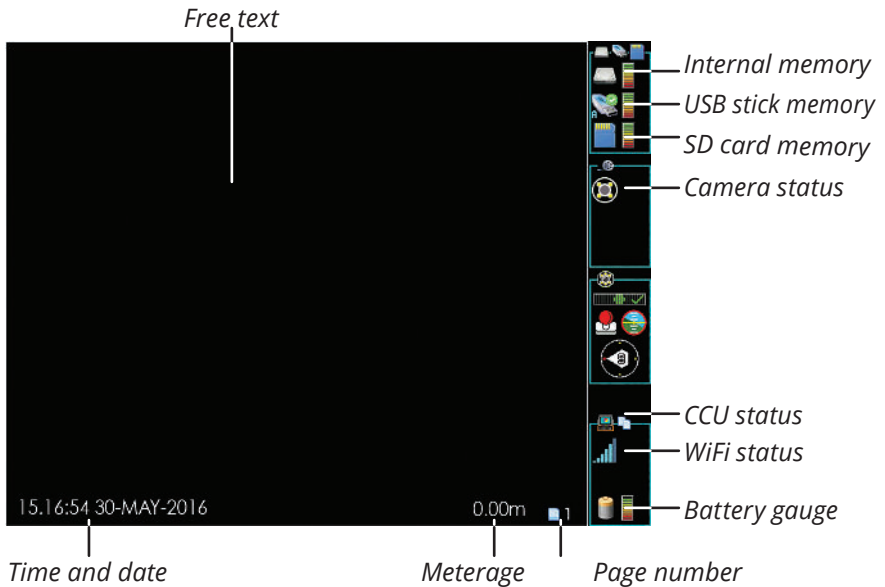 Free text
Internal memory
USB stick memory
A
SD card memory
Camera status
CCU status
WiFi status
Battery gauge
15.16:54 30-MAY-2016
0.00m
1
Time and date
Meterage
Page number